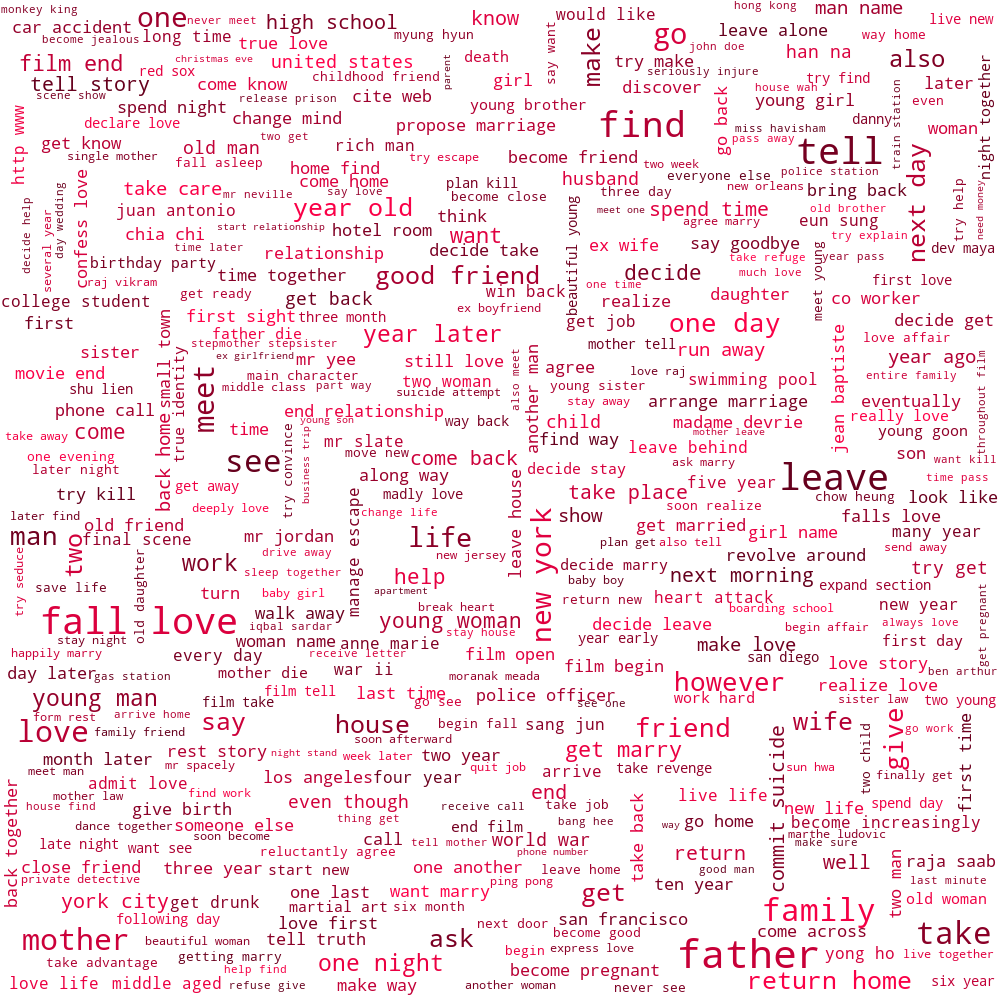 monkey king
car accident
one
never meet
high school
know
would like
hong kong
man name
live new
become jealous
long time
true love
myung hyun
say want
make
go
john doe
leave alone
way home
film end
red sox
christmas eve
united states
death
parent
try make
seriously injure
han na
also
tell story
scene show
come know
childhood friend
girl
discover
try find
later
release prison
cite web
house wah
young girl
even
http www
spend night
declare love
change mind
young brother
propose marriage
find
go back
miss havisham
danny
train station
woman
night together
get know
two get
old man
rich man
pass away
tell
single mother
fall asleep
try escape
become friend
two week
police station
home find
come home
plan kill
husband
everyone else
next day
take care
mr neville
say love
become close
three day
new orleans
bring back
try help
need money
decide help
several year
day wedding
confess love
juan antonio
year old
think
beautiful young
meet one
spend time
old brother
start relationship
hotel room
want
agree marry
eun sung
chia chi
time later
relationship
decide take
ex wife
say goodbye
try explain
dev maya
birthday party
take refuge
year pass
meet young
raj vikram
time together
good friend
decide
much love
first love
win back
one time
college student
get ready
get back
realize
daughter
co worker
ex boyfriend
first
first sight
three month
get job
one day
decide get
father die
year later
love affair
small town
stepmother stepsister
mother tell
run away
jean baptiste
sister
ex girlfriend
mr yee
still love
also meet
another man
agree
year ago
throughout film
movie end
true identity
meet
main character
love raj
swimming pool
entire family
shu lien
middle class
part way
two woman
young sister
suicide attempt
stay away
arrange marriage
eventually
phone call
end relationship
child
really love
back home
young son
way back
madame devrie
come
time
young goon
take away
mother leave
try convince
business trip
mr slate
find way
leave behind
son
one evening
see
move new
come back
want kill
later night
along way
decide stay
ask marry
leave
time pass
get away
five year
try kill
madly love
leave house
take place
chow heung
look like
deeply love
manage escape
soon realize
later find
change life
new york
show
falls love
old friend
get married
girl name
many year
man
two
final scene
mr jordan
life
plan get
also tell
send away
drive away
new jersey
revolve around
try seduce
work
decide marry
try get
sleep together
help
next morning
baby boy
expand section
save life
old daughter
turn
baby girl
apartment
return new
heart attack
boarding school
new year
fall love
walk away
break heart
get pregnant
iqbal sardar
young woman
decide leave
begin affair
always love
stay night
stay house
year early
first day
woman name
anne marie
make love
happily marry
every day
receive letter
film open
san diego
day later
gas station
mother die
war ii
film begin
love story
ben arthur
moranak meada
however
realize love
young man
film tell
last time
police officer
work hard
sister law
two young
film take
go see
see one
form rest
arrive home
say
love
family friend
house
begin fall
sang jun
friend
wife
give
go work
first time
soon afterward
month later
rest story
night stand
week later
two year
get marry
commit suicide
two child
meet man
mr spacely
quit job
arrive
take revenge
sun hwa
finally get
admit love
los angeles
four year
back together
mother law
find work
end
live life
house find
even though
take job
new life
spend day
give birth
receive call
take back
dance together
someone else
thing get
bang hee
way
go home
become increasingly
soon become
end film
marthe ludovic
late night
want see
call
tell mother
world war
make sure
reluctantly agree
phone number
return
close friend
three year
start new
one another
leave home
good man
well
two man
raja saab
private detective
ping pong
ten year
last minute
one last
want marry
get
york city
get drunk
old woman
martial art
six month
family
following day
love first
next door
san francisco
come across
take
mother
become good
beautiful woman
tell truth
ask
begin
express love
father
getting marry
yong ho
live together
take advantage
help find
one night
become pregnant
love life
middle aged
refuse give
make way
another woman
never see
return home
six year